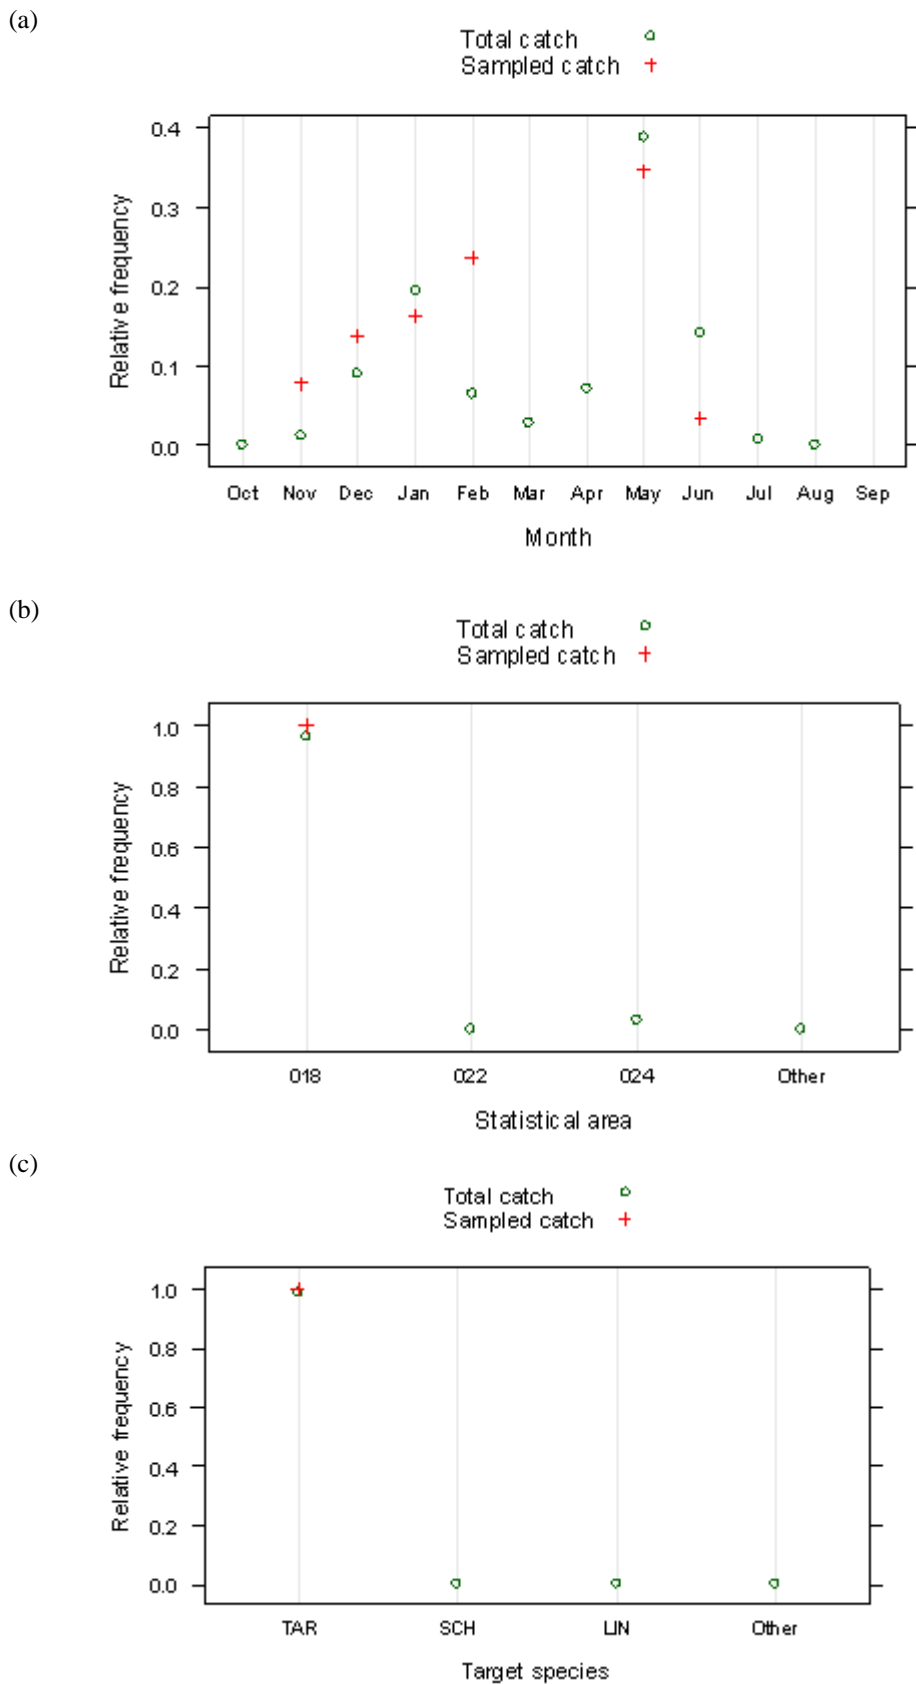 (a)
Total catch
Sampled catch
0.4
0.3
0.2
0.1
0.0
Relative frequency
Oct Nov Dec Jan Feb Mar Apr May Jun Jul Aug Sep
Month
(b)
Total catch
Sampled catch
1.0
0.8
0.6
0.4
0.2
0.0
Relative frequency
018 022 024 Other
Statistical area
(c)
Total catch
Sampled catch
1.0
0.8
0.6
0.4
0.2
0.0
Relative frequency
TAR SCH LIN Other
Target species